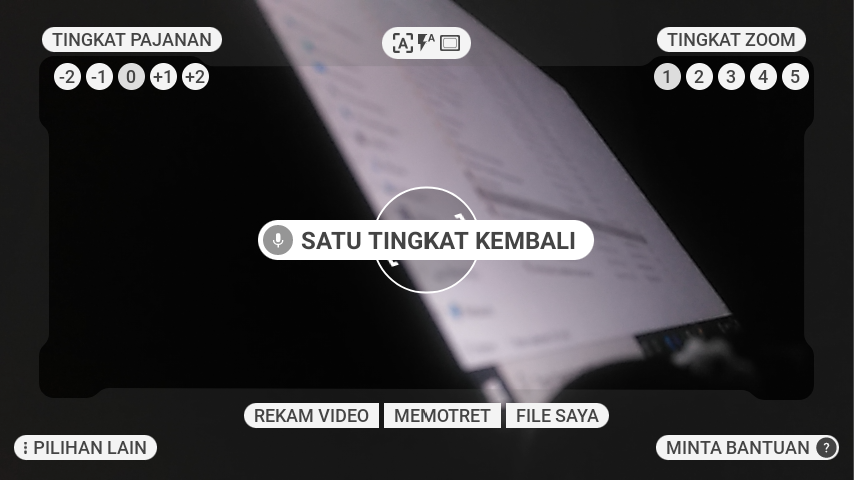 TINGKAT PAJANAN
-2 -1 0 +1 +2
A
A
TINGKAT ZOOM
1 2 3 4 5
SATU TINGKAT KEMBALI
REKAM VIDEO
MEMOTRET
FILE SAYA
PILIHAN LAIN
MINTA BANTUAN ?